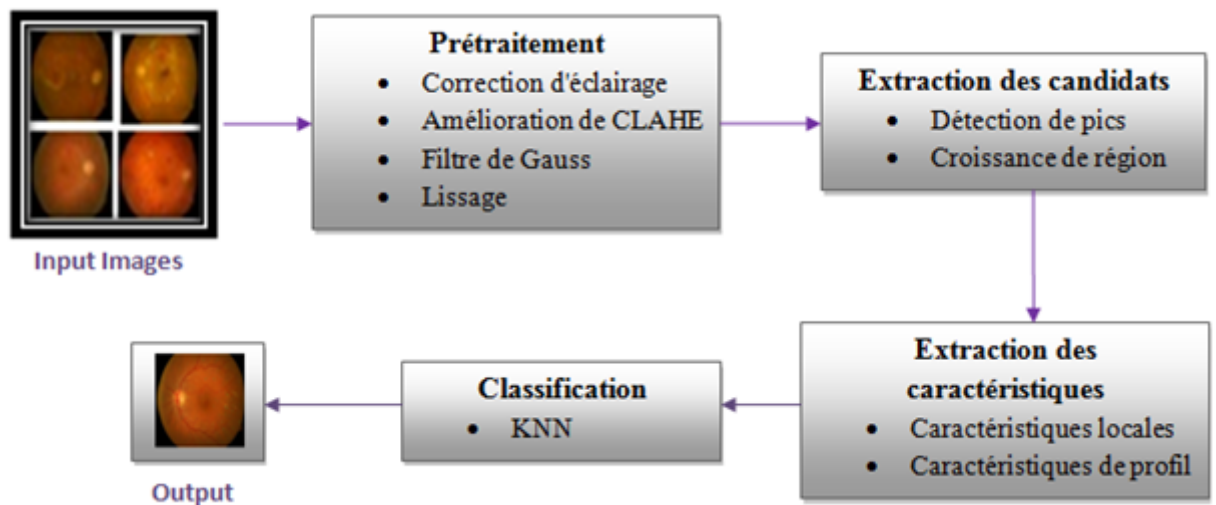 Input Images
Prétraitement
• Correction d'éclairage
• Amélioration de CLAHE
• Filtre de Gauss
• Lissage
Extraction des candidats
• Détection de pics
• Croissance de région
Extraction des
caractéristiques
• Caractéristiques locales
• Caractéristiques de profil
Classification
• KNN
Output